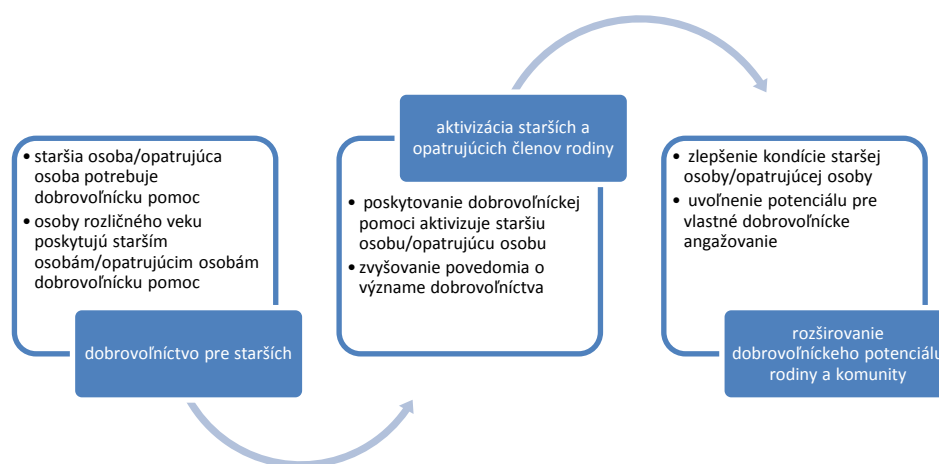 • staršia osoba/opatrujúca
osoba potrebuje
dobrovoľnícku pomoc
• osoby rozličného veku
poskytujú starším
osobám/opatrujúcim osobám
dobrovoľnícku pomoc
dobrovoľníctvo pre starších
aktivizácia starších a
opatrujúcich členov rodiny
• poskytovanie dobrovoľníckej
pomoci aktivizuje staršiu
osobu/opatrujúcu osobu
• zvyšovanie povedomia o
význame dobrovoľníctva
• zlepšenie kondície staršej
osoby/opatrujúcej osoby
• uvoľnenie potenciálu pre
vlastné dobrovoľnícke
angažovanie
rozširovanie
dobrovoľníckeho potenciálu
rodiny a komunity